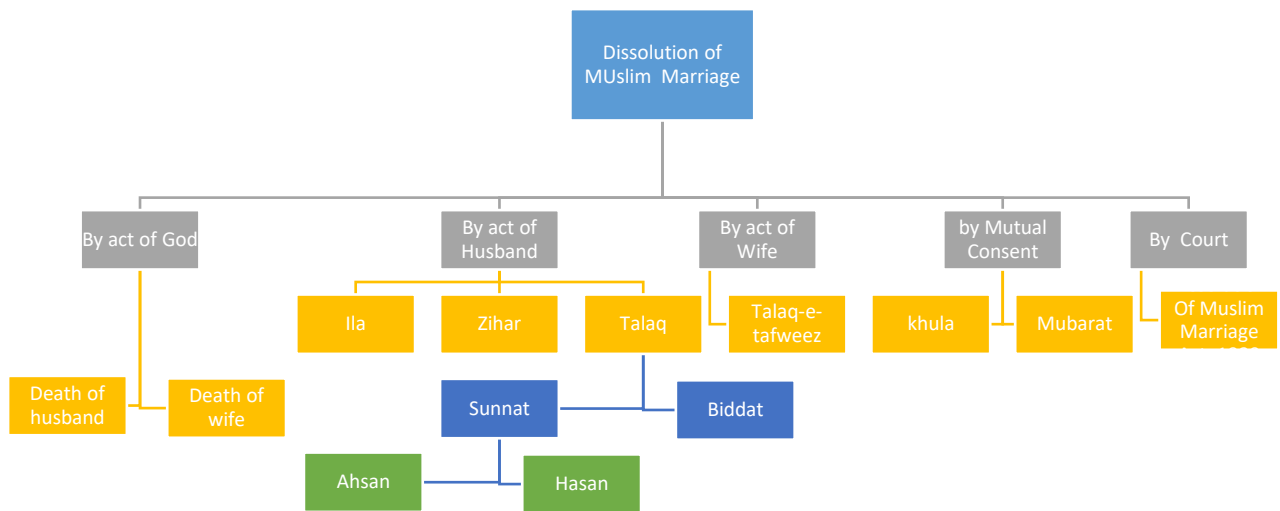 Dissolution of
MUslim Marriage
By act of God
By act of
Husband
By act of
Wife
by Mutual
Consent
By Court
Ila
Zihar
Talaq
Talaq-e-
tafweez
khula
Mubarat
Of Muslim
Marriage
Death of
husband
Death of
wife
Sunnat
Biddat
Ahsan
Hasan